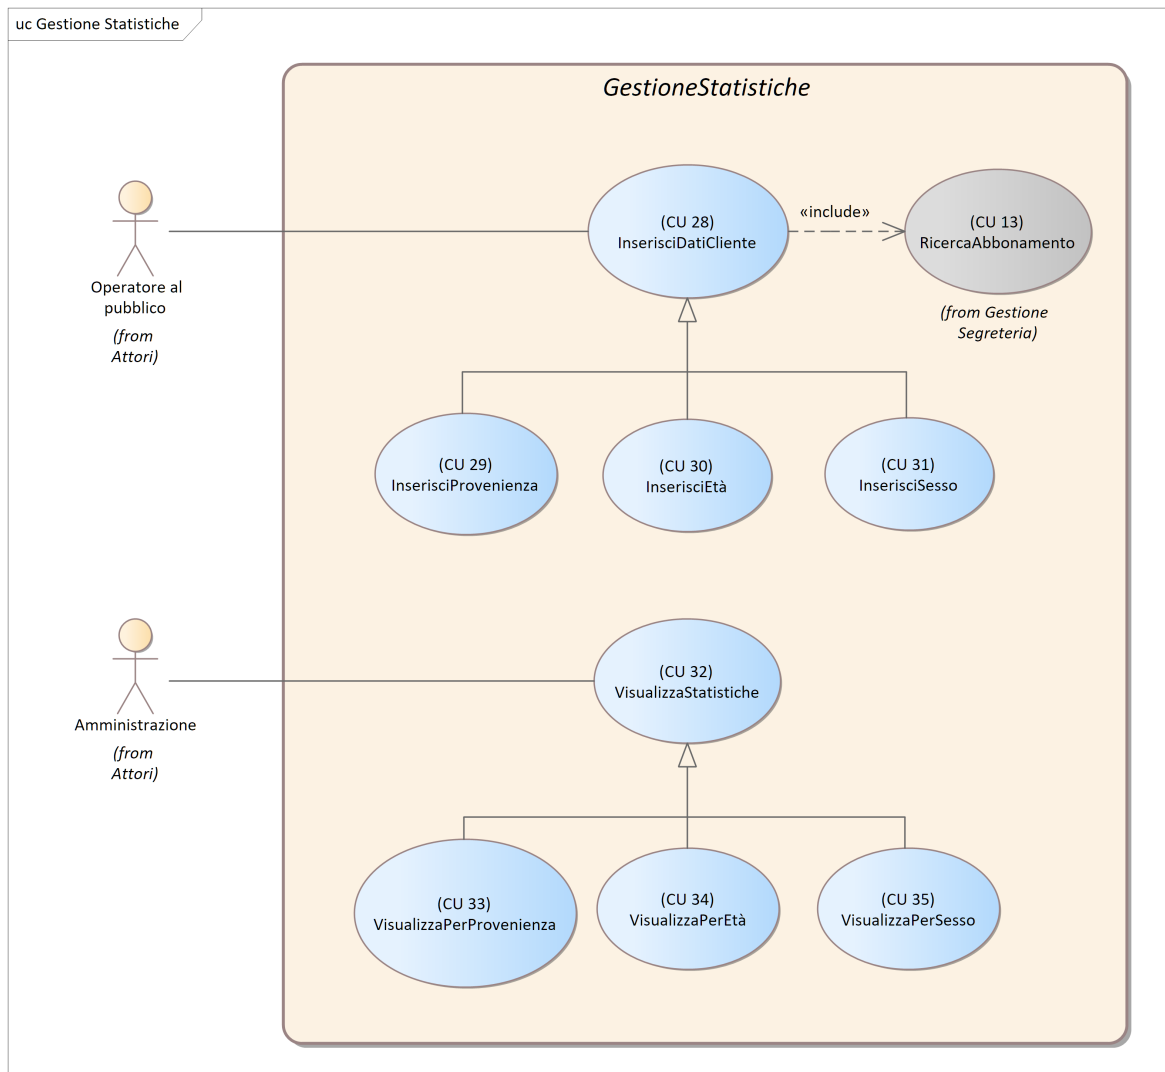 uc Gestione Statistiche
GestioneStatistiche
(CU 28)
InserisciDatiCliente
«include»
(CU 13)
RicercaAbbonamento
(from Gestione
Segreteria)
Operatore al
pubblico
(from
Attori)
(CU 29)
InserisciProvenienza
(CU 30)
InserisciEtà
(CU 31)
InserisciSesso
(CU 32)
VisualizzaStatistiche
Amministrazione
(from
Attori)
(CU 33)
VisualizzaPerProvenienza
(CU 34)
VisualizzaPerEtà
(CU 35)
VisualizzaPerSesso